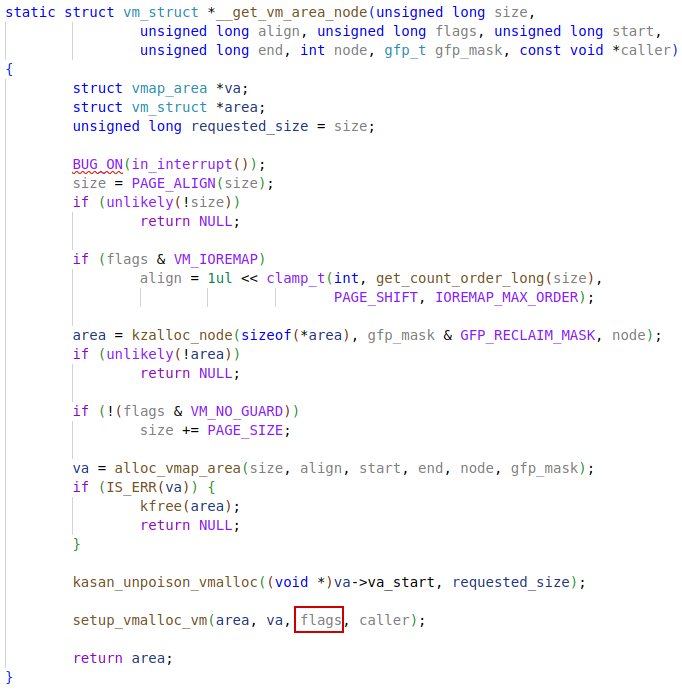 static struct vm_struct *__get_vm_area_node(unsigned long size,
unsigned long align, unsigned long flags, unsigned long start,
unsigned long end, int node, gfp_t gfp_mask, const void *caller)
{
struct vmap_area *va;
struct vm_struct *area;
unsigned long requested_size = size;
BUG_ON(in_interrupt());
size = PAGE_ALIGN(size);
if (unlikely(!size))
return NULL;
if (flags & VM_IOREMAP)
align = 1ul << clamp_t(int, get_count_order_long(size),
PAGE_SHIFT, IOREMAP_MAX_ORDER);
area = kzalloc_node(sizeof(*area), gfp_mask & GFP_RECLAIM_MASK, node);
if (unlikely(!area))
return NULL;
if (!(flags & VM_NO_GUARD))
size += PAGE_SIZE;
va = alloc_vmap_area(size, align, start, end, node, gfp_mask);
if (IS_ERR(va)) {
kfree(area);
return NULL;
}
kasan_unpoison_vmalloc((void *)va->va_start, requested_size);
setup_vmalloc_vm(area, va, flags, caller);
return area;
}